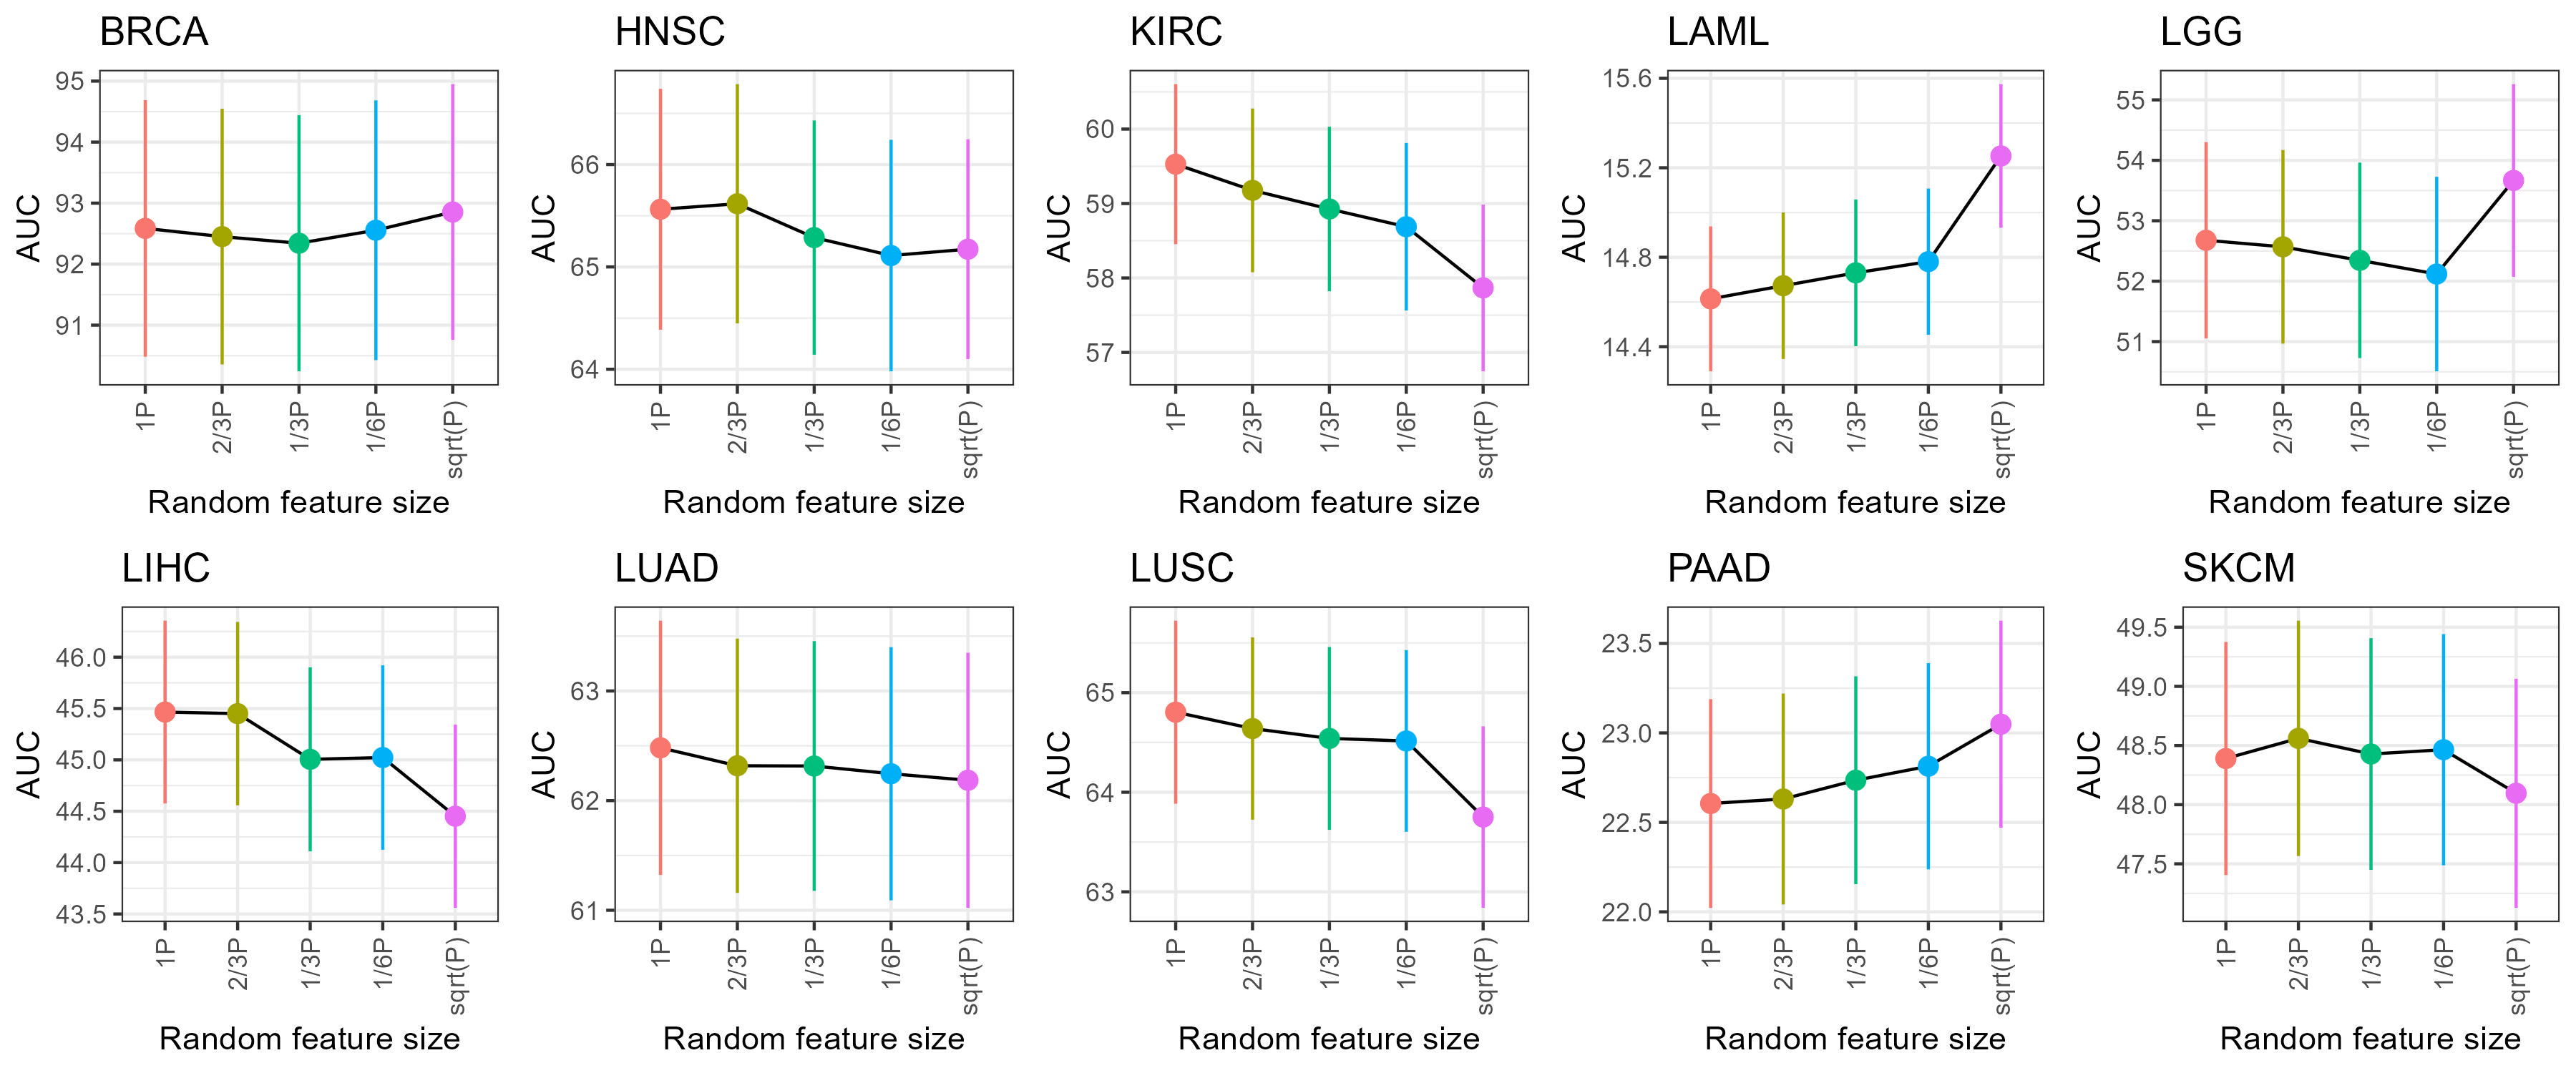 BRCA
AUC
95
94
93
92
91
1P
2/3P
1/3P
1/6P
sqrt(P)
Random feature size
HNSC
AUC
66
65
64
1P
2/3P
1/3P
1/6P
sqrt(P)
Random feature size
KIRC
AUC
60
59
58
57
1P
2/3P
1/3P
1/6P
sqrt(P)
Random feature size
LAML
AUC
15.6
15.2
14.8
14.4
1P
2/3P
1/3P
1/6P
sqrt(P)
Random feature size
LGG
AUC
55
54
53
52
51
1P
2/3P
1/3P
1/6P
sqrt(P)
Random feature size
LIHC
AUC
46.0
45.5
45.0
44.5
44.0
43.5
1P
2/3P
1/3P
1/6P
sqrt(P)
Random feature size
LUAD
AUC
63
62
61
1P
2/3P
1/3P
1/6P
sqrt(P)
Random feature size
LUSC
AUC
65
64
63
1P
2/3P
1/3P
1/6P
sqrt(P)
Random feature size
PAAD
AUC
23.5
23.0
22.5
22.0
1P
2/3P
1/3P
1/6P
sqrt(P)
Random feature size
SKCM
AUC
49.5
49.0
48.5
48.0
47.5
1P
2/3P
1/3P
1/6P
sqrt(P)
Random feature size